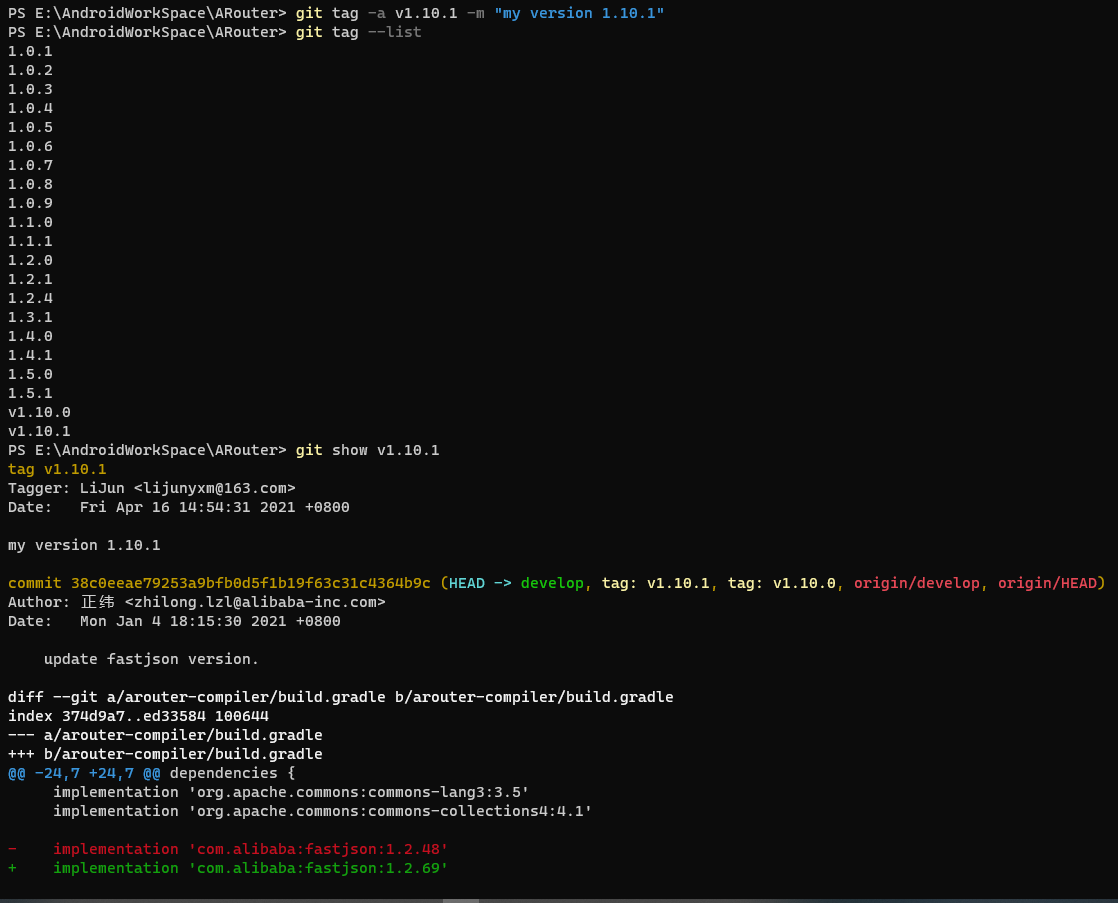 PS E:\AndroidWorkSpace\ARouter> git tag -a v1.10.1 -m "my version 1.10.1"
PS E:\AndroidWorkSpace\ARouter> git tag --list
1.0.1
1.0.2
1.0.3
1.0.4
1.0.5
1.0.6
1.0.7
1.0.8
1.0.9
1.1.0
1.1.1
1.2.0
1.2.1
1.2.4
1.3.1
1.4.0
1.4.1
1.5.0
1.5.1
v1.10.0
v1.10.1
PS E:\AndroidWorkSpace\ARouter> git show v1.10.1
tag v1.10.1
Tagger: LiJun <lijunyxm@163.com>
Date:   Fri Apr 16 14:54:31 2021 +0800

my version 1.10.1

commit 38c0eeae79253a9bfb0d5f1b19f63c31c4364b9c (HEAD -> develop, tag: v1.10.1, tag: v1.10.0, origin/develop, origin/HEAD)
Author: 正纬 <zhilong.lzl@alibaba-inc.com>
Date:   Mon Jan 4 18:15:30 2021 +0800

    update fastjson version.

diff --git a/arouter-compiler/build.gradle b/arouter-compiler/build.gradle
index 374d9a7..ed33584 100644
--- a/arouter-compiler/build.gradle
+++ b/arouter-compiler/build.gradle
@@ -24,7 +24,7 @@ dependencies {
     implementation 'org.apache.commons:commons-lang3:3.5'
     implementation 'org.apache.commons:commons-collections4:4.1'

-    implementation 'com.alibaba:fastjson:1.2.48'
+    implementation 'com.alibaba:fastjson:1.2.69'